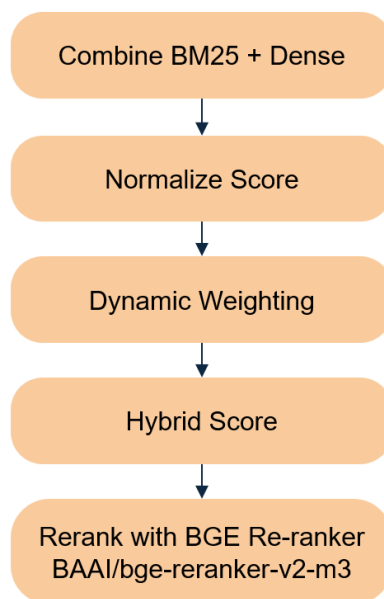 Combine BM25 + Dense
Normalize Score
Dynamic Weighting
Hybrid Score
Rerank with BGE Re-ranker
BAAI/bge-reranker-v2-m3